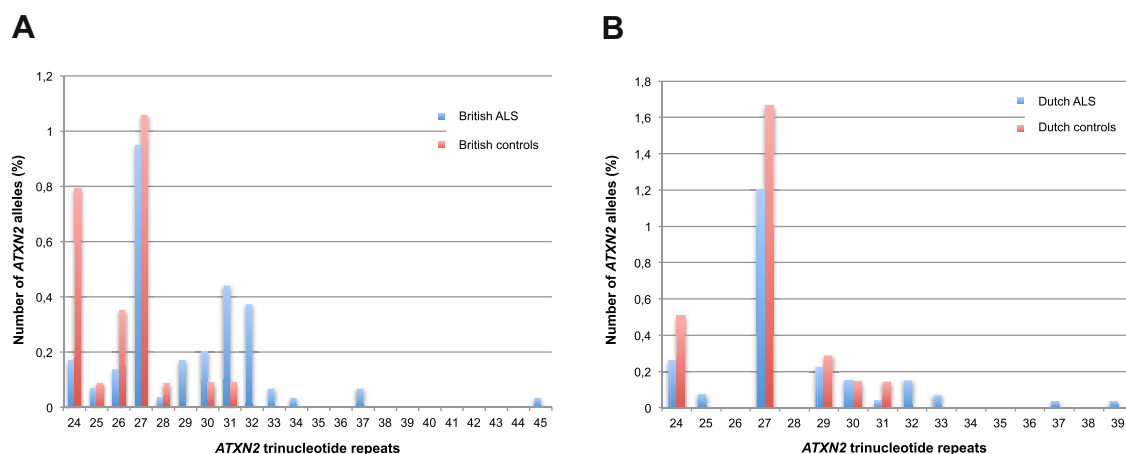 A
Number of ATXN2 alleles (%)
1,2
1
0,8
0,6
0,4
0,2
0
British ALS
British controls
24 25 26 27 28 29 30 31 32 33 34 35 36 37 40 41 42 43 44 45
ATXN2 trinucleotide repeats
B
Number of ATXN2 alleles (%)
1,8
1,6
1,4
1,2
1
0,8
0,6
0,4
0,2
0
Dutch ALS
Dutch controls
24 25 26 27 28 29 30 31 32 33 34 35 36 37 39
ATXN2 trinucleotide repeats